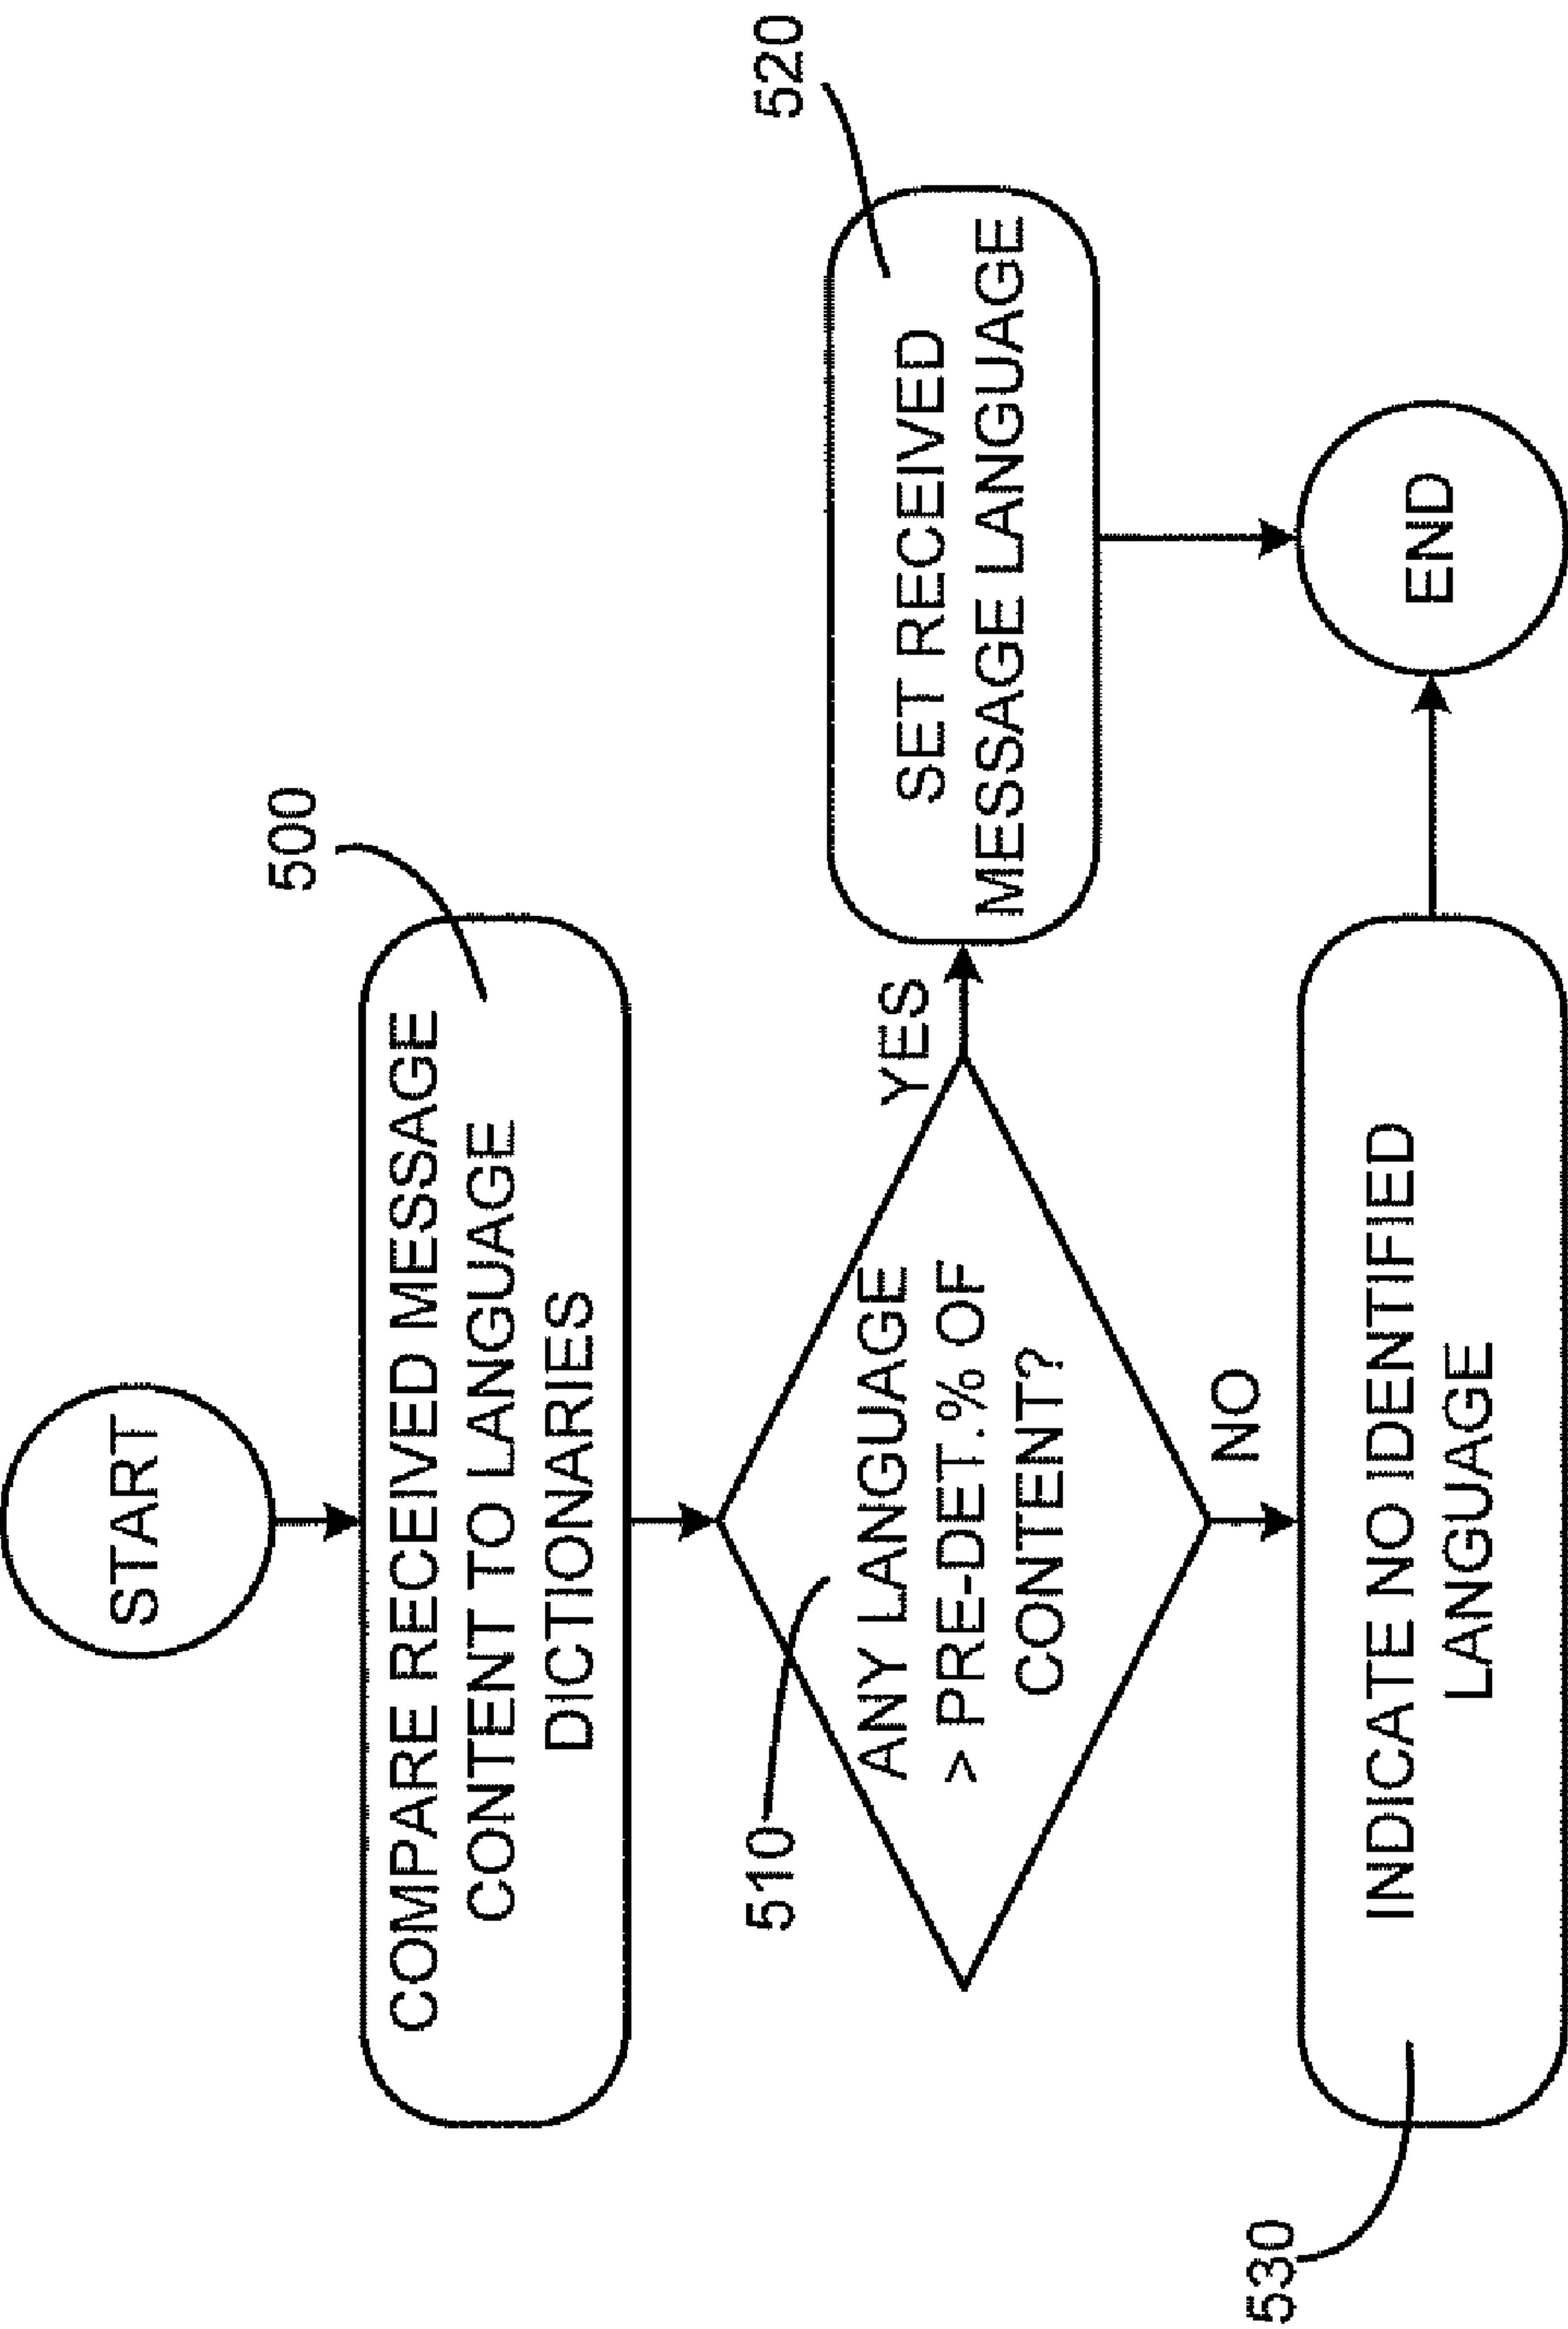 START
500
COMPARE RECEIVED MESSAGE
CONTENT TO LANGUAGE
DICTIONARIES
510
ANY LANGUAGE
> PRE-DET.% OF
CONTENT?
YES
520
SET RECEIVED
MESSAGE LANGUAGE
NO
530
INDICATE NO IDENTIFIED
LANGUAGE
END